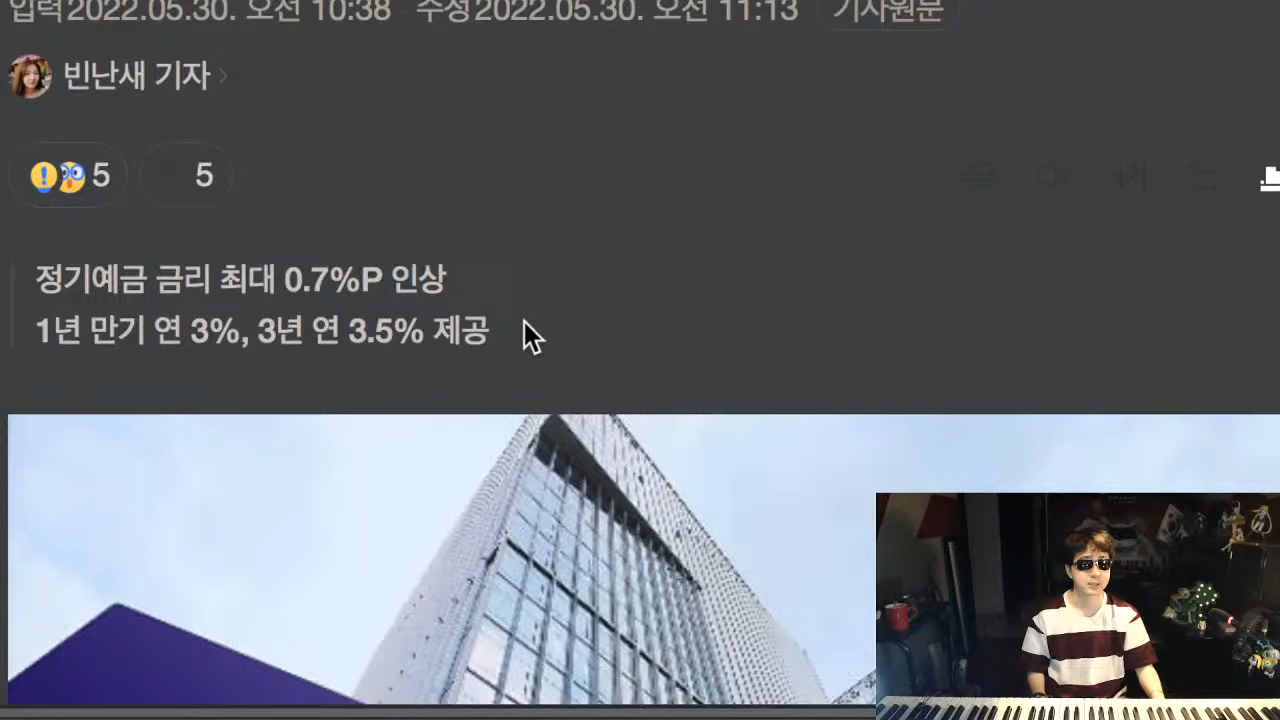 입력2022.05.30. 오전 10:38 수정2022.05.30. 오전 11:13 기사원문
빈난새 기자
5 5
정기예금 금리 최대 0.7%P 인상
1년 만기 연 3%, 3년 연 3.5% 제공